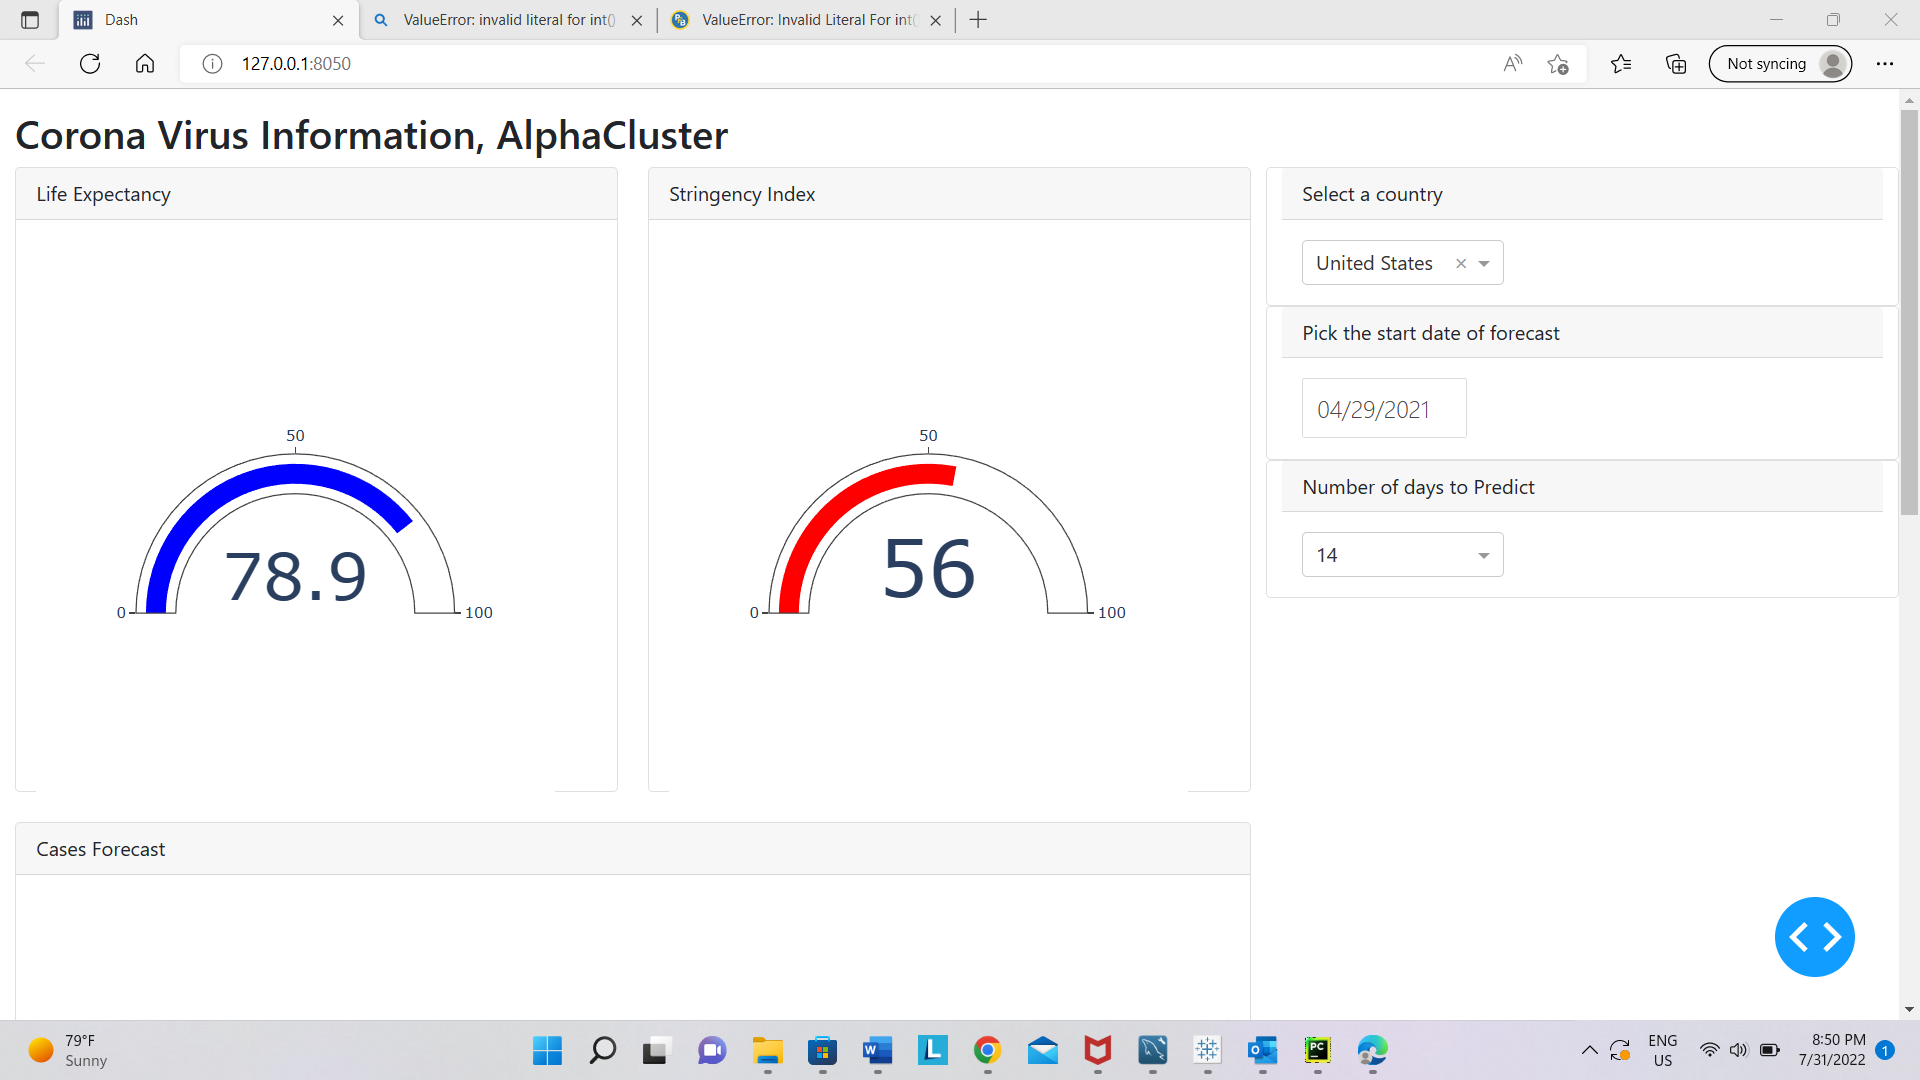 Dash
ValueError: invalid literal for int()
ValueError: Invalid Literal For int(
127.0.0.1:8050
Not syncing
Corona Virus Information, AlphaCluster
Life Expectancy
Stringency Index
Select a country
United States
Pick the start date of forecast
04/29/2021
Number of days to Predict
14
50
0
78.9
100
50
0
56
100
Cases Forecast
79°F
Sunny
ENG
US
8:50 PM
7/31/2022
1